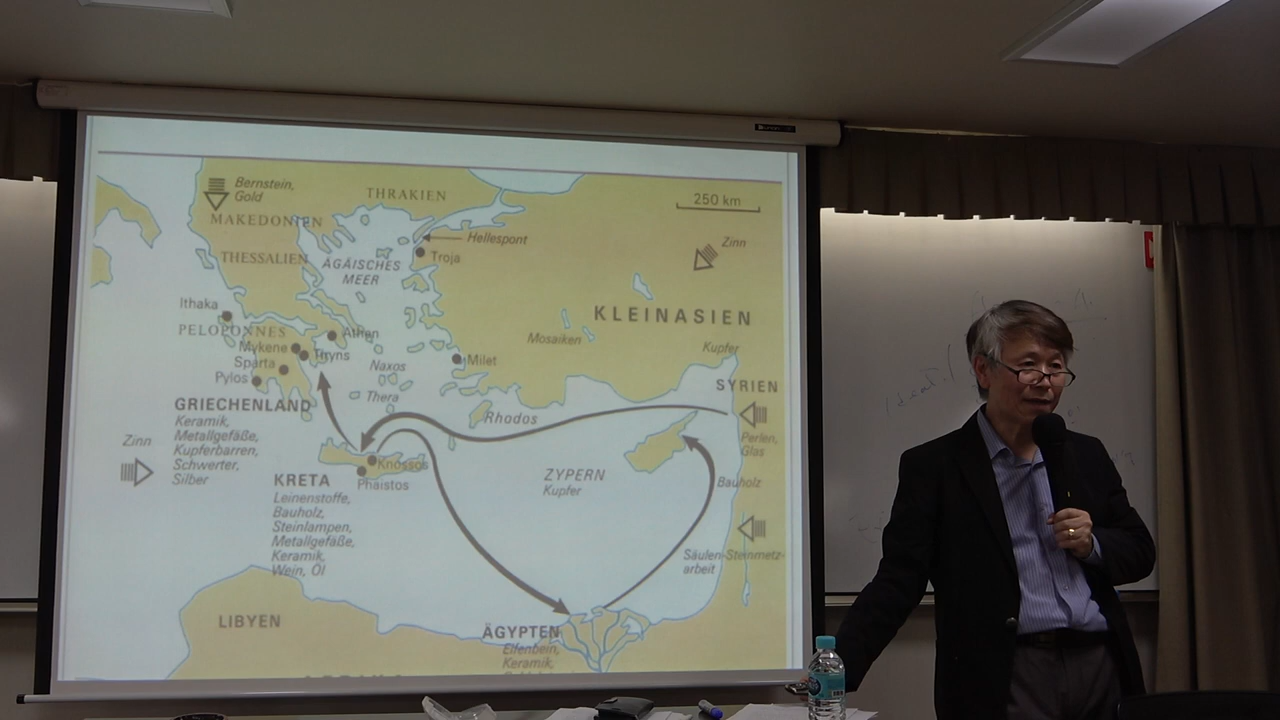 Bernstein,
Gold
THRAKIEN
250 km
MAKEDONIEN
Hellespont
Zinn
THESSALIEN
ÄGÄISCHES
MEER
Troja
Ithaka
KLEINASIEN
PELOPONNES
Athen
Mykene
Tiryns
Mosaiken
Kupfer
Sparta
Naxos
Milet
Pylos
SYRIEN
Thera
GRIECHENLAND
Keramik,
Metallgefäße,
Kupferbarren,
Schwerter,
Silber
Rhodos
Perlen,
Glas
Zinn
Knossos
Phaistos
KRETA
Leinenstoffe,
Bauholz,
Steinlampen,
Metallgefäße,
Keramik,
Wein, Öl
ZYPERN
Kupfer
Bauholz
Säulen-Steinmetz-
arbeit
LIBYEN
ÄGYPTEN
Elfenbein,
Keramik,